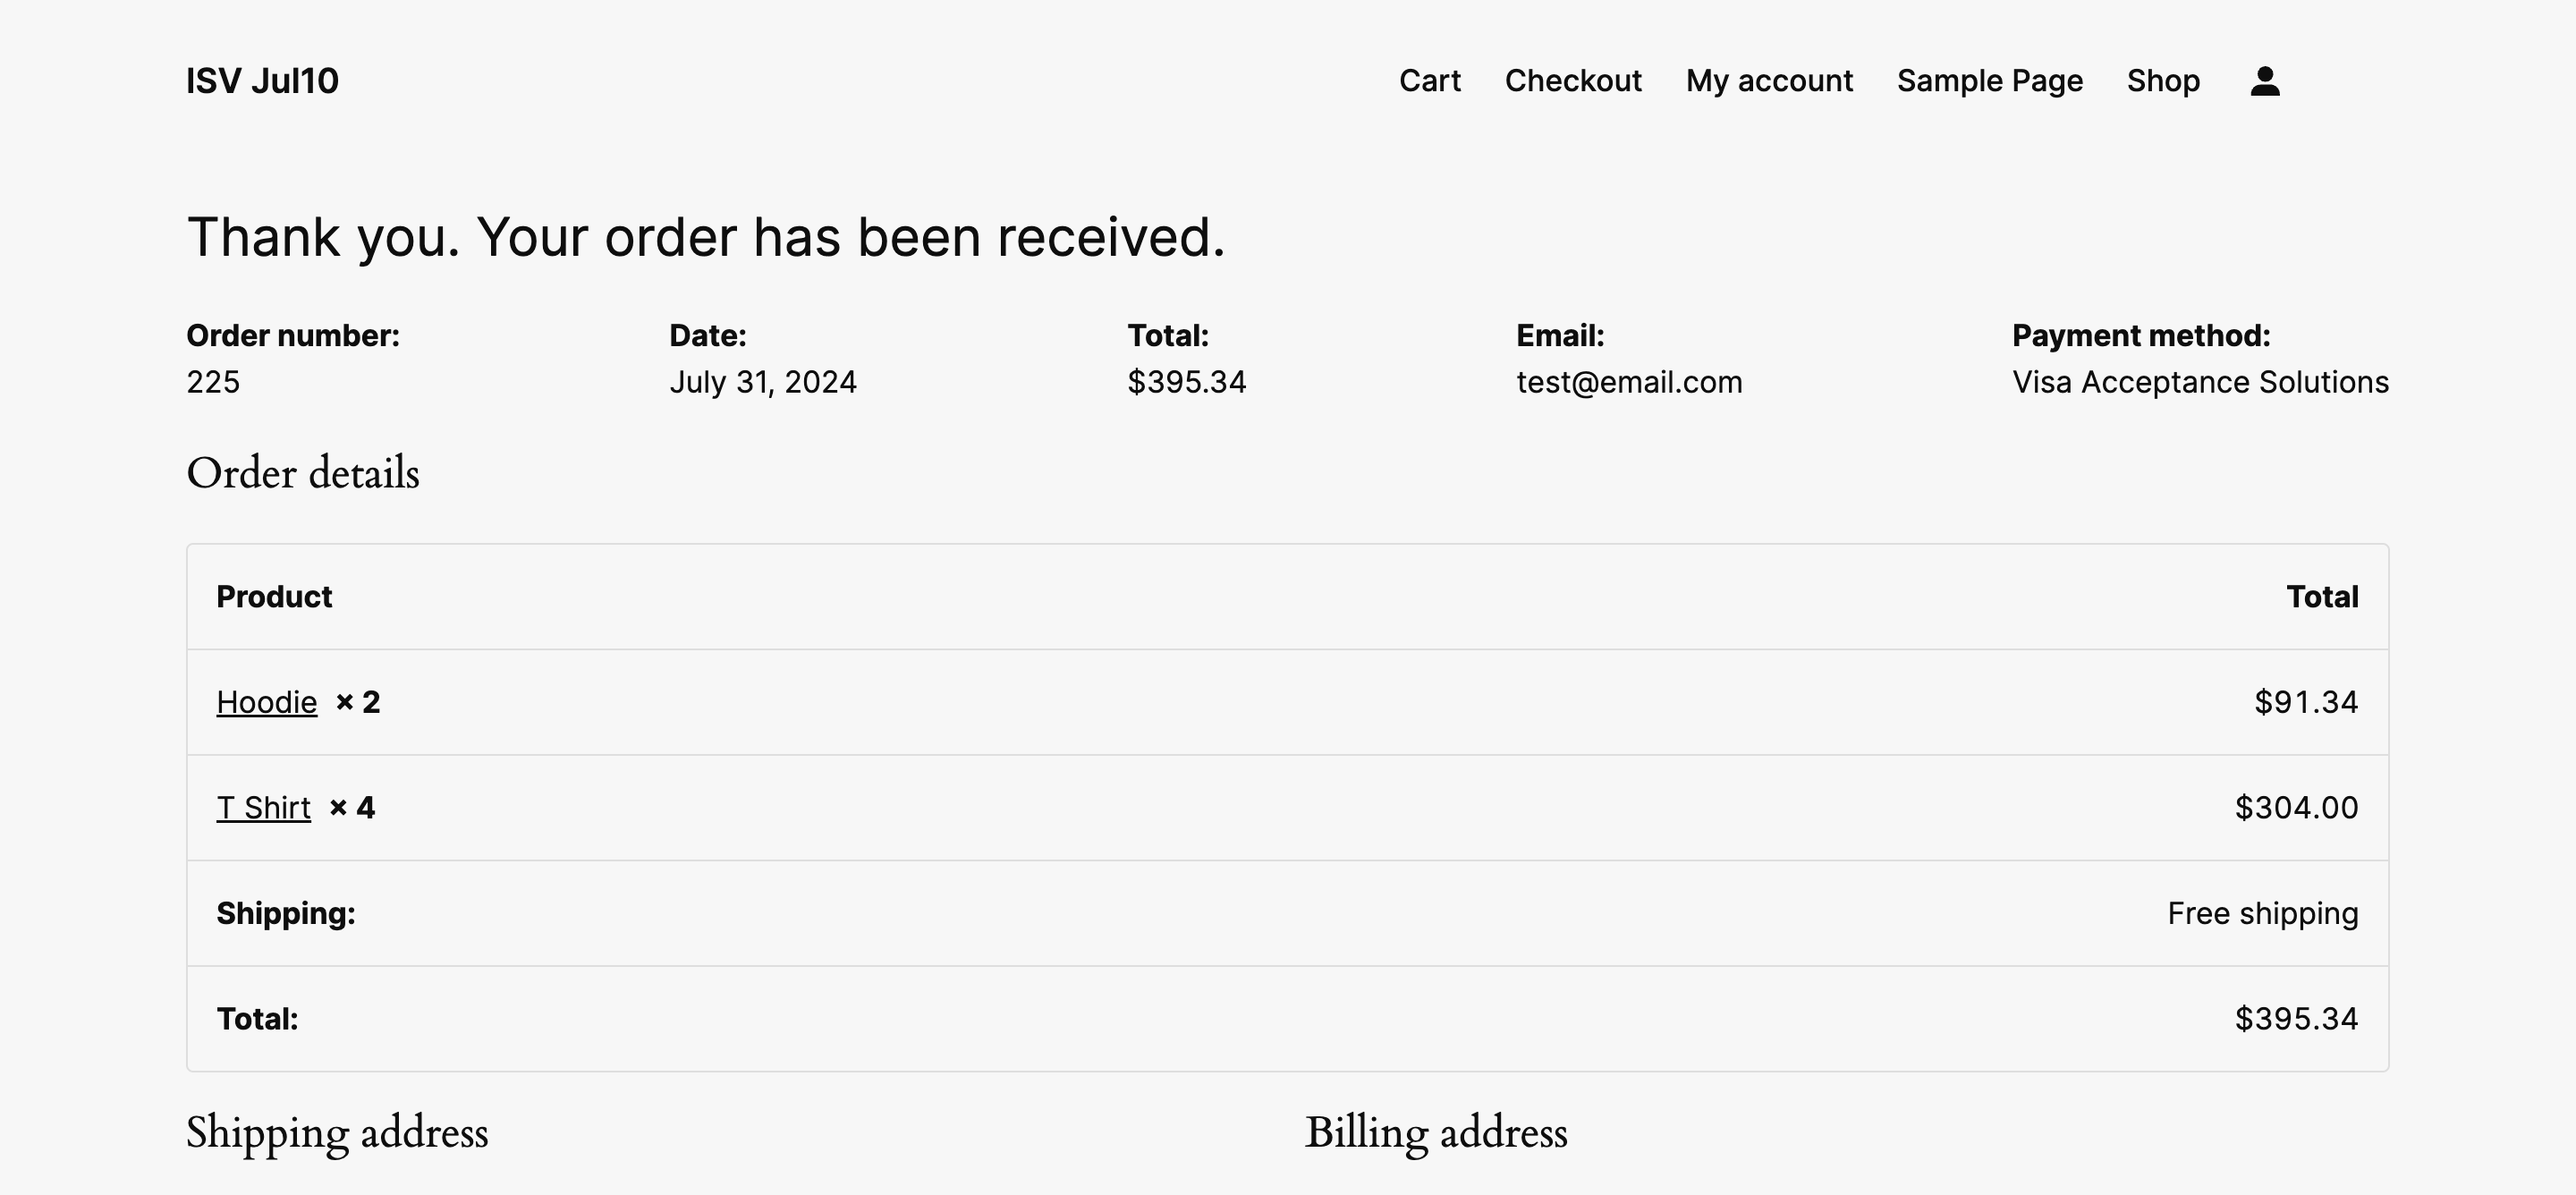 ISV Jul10
Cart Checkout My account Sample Page Shop
Thank you. Your order has been received.
Order number: Date: Total: Email: Payment method:
225 July 31, 2024 $395.34 test@email.com Visa Acceptance Solutions
Order details
Product Total
Hoodie × 2 $91.34
T Shirt × 4 $304.00
Shipping: Free shipping
Total: $395.34
Shipping address Billing address